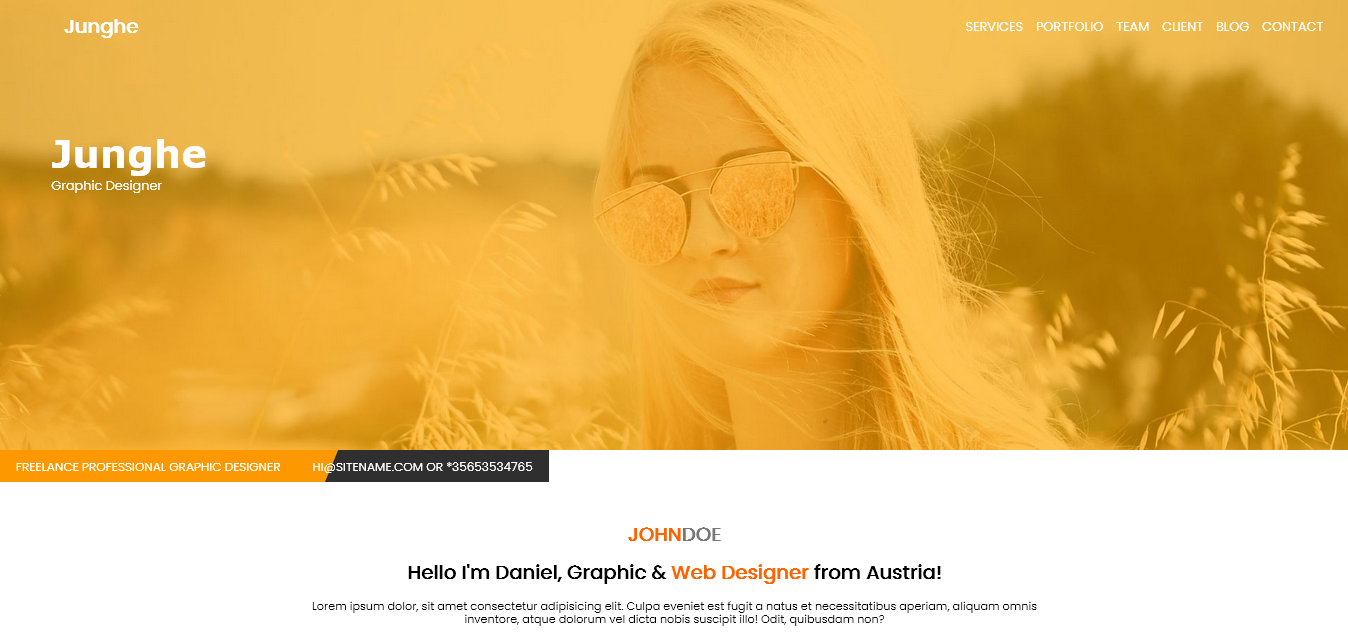 Junghe
SERVICES PORTFOLIO TEAM CLIENT BLOG CONTACT
Junghe
Graphic Designer
FREELANCE PROFESSIONAL GRAPHIC DESIGNER
HI@SITENAME.COM OR *35653534765
JOHNDOE
Hello I'm Daniel, Graphic & Web Designer from Austria!
Lorem ipsum dolor, sit amet consectetur adipisicing elit. Culpa eveniet est fugit a natus et necessitatibus aperiam, aliquam omnis
inventore, atque dolorum vel dicta nobis suscipit illo! Odit, quibusdam non?